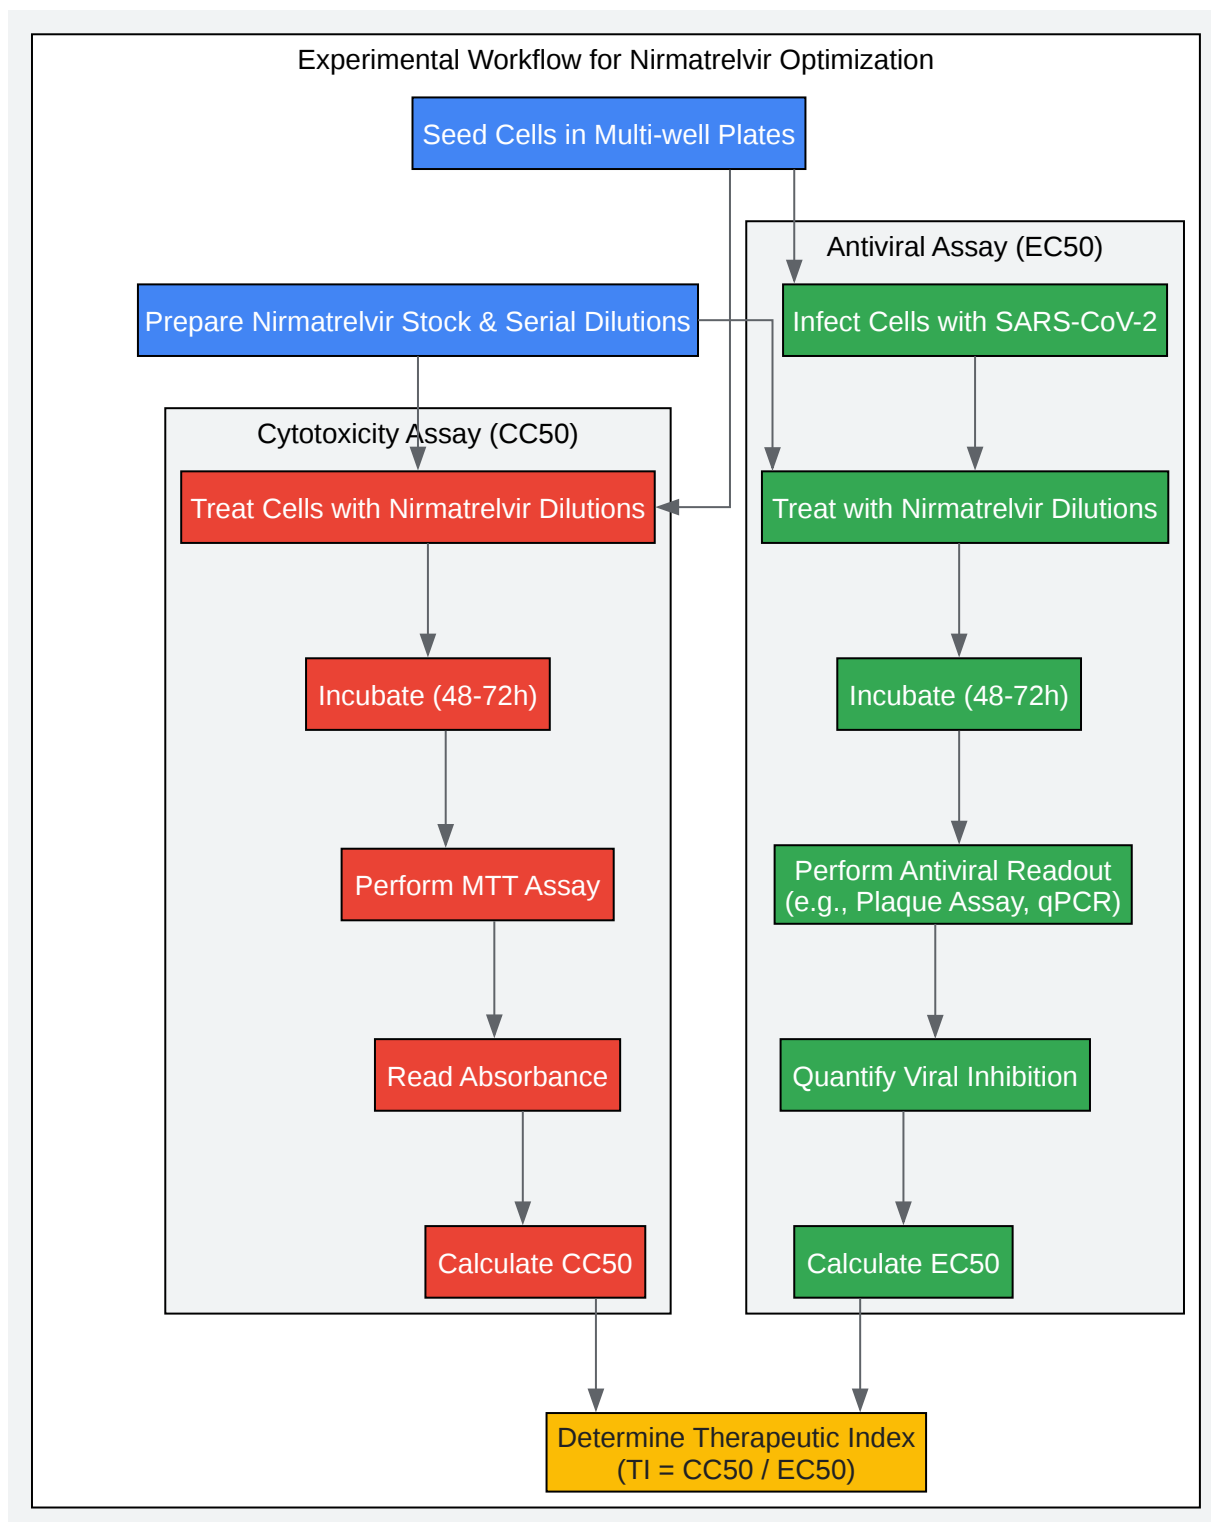 Experimental Workflow for Nirmatrelvir Optimization
Seed Cells in Multi-well Plates
Prepare Nirmatrelvir Stock & Serial Dilutions
Cytotoxicity Assay (CC50)
Treat Cells with Nirmatrelvir Dilutions
Incubate (48-72h)
Perform MTT Assay
Read Absorbance
Calculate CC50
Antiviral Assay (EC50)
Infect Cells with SARS-CoV-2
Treat with Nirmatrelvir Dilutions
Incubate (48-72h)
Perform Antiviral Readout
(e.g., Plaque Assay, qPCR)
Quantify Viral Inhibition
Calculate EC50
Determine Therapeutic Index
(TI = CC50 / EC50)